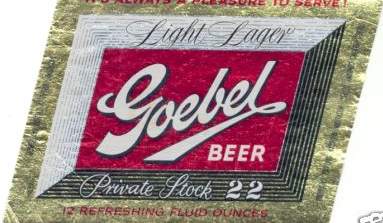 IT'S ALWAYS A PLEASURE TO SERVE!
Light Lager
Goebel
BEER
Private Stock 22
12 REFRESHING FLUID OUNCES